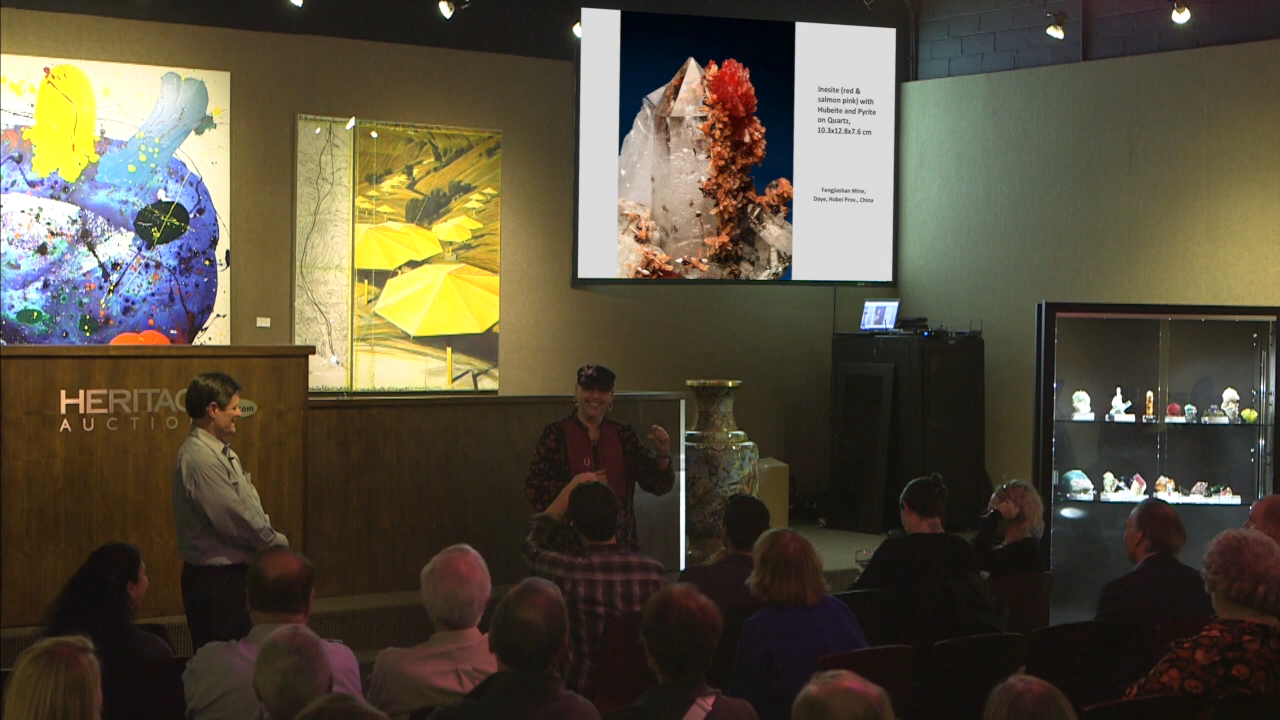 Inesite (red &
salmon pink) with
Hubeite and Pyrite
on Quartz,
10.3x12.8x7.6 cm
Fengjiashan Mine,
Daye, Hubei Prov., China
HERITAG
.com
AUCTIO